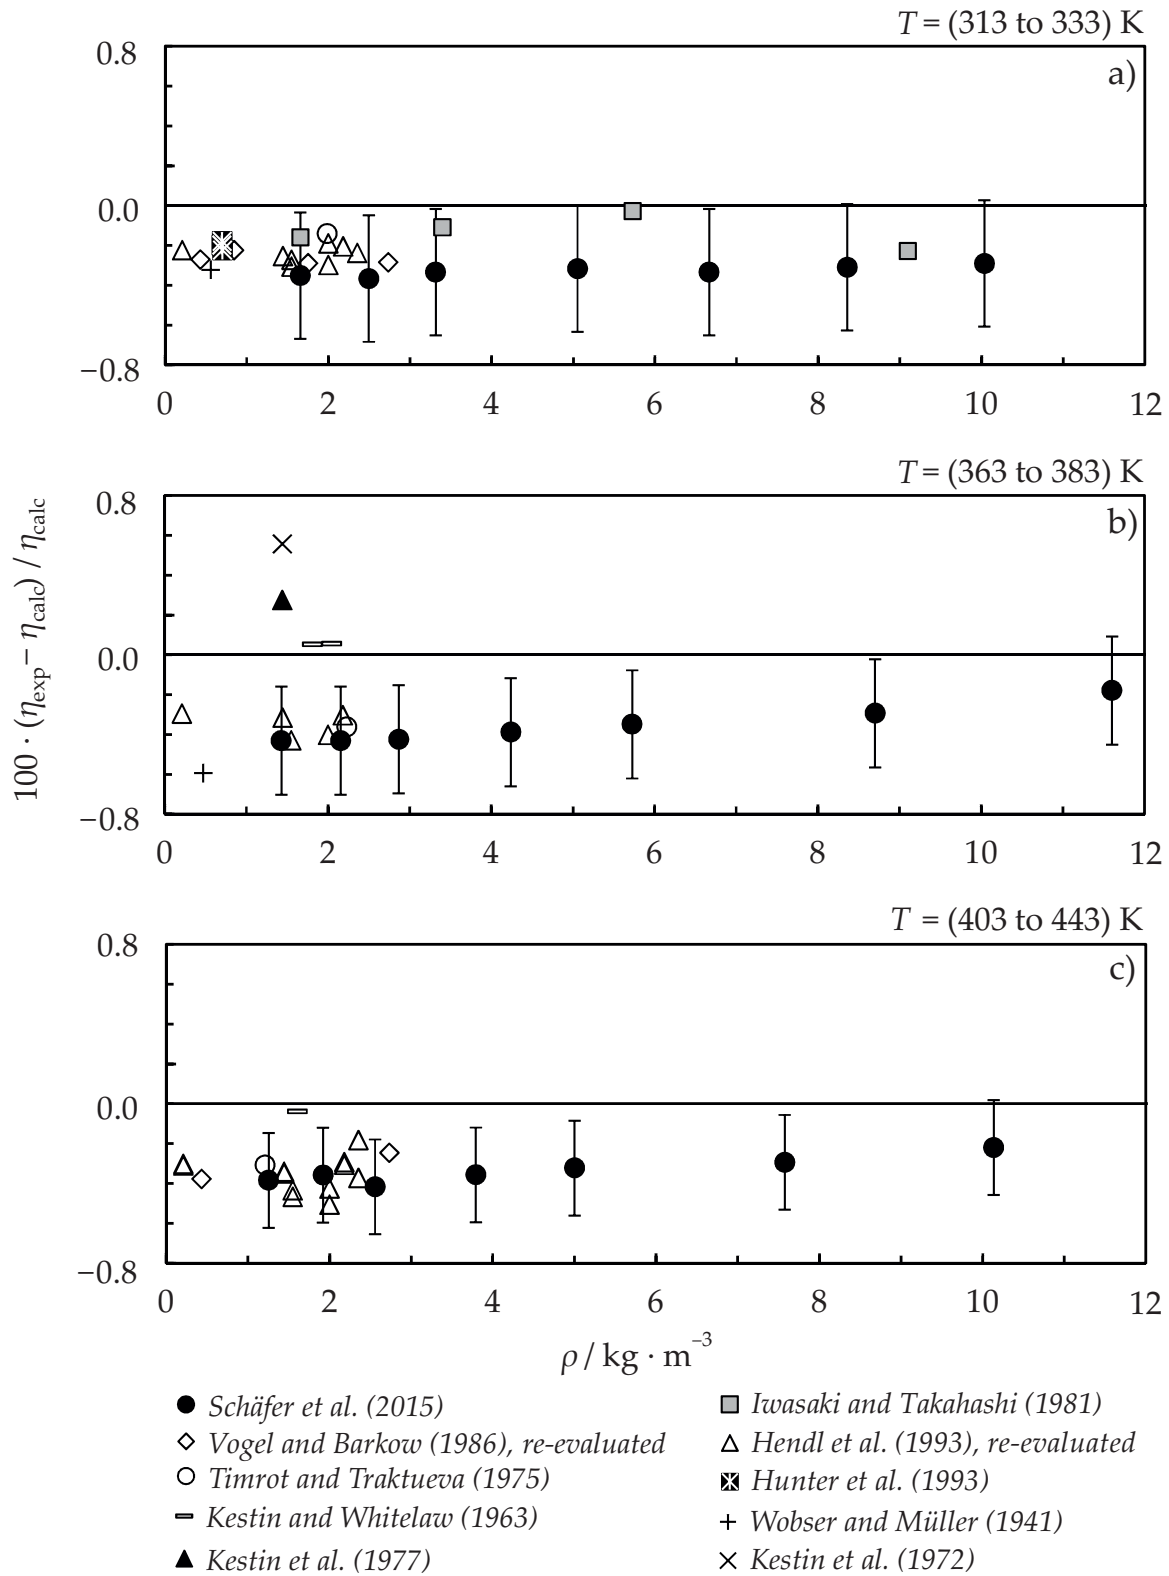 T = (313 to 333) K
0.8
a)
0.0
−0.8
0 2 4 6 8 10 12
T = (363 to 383) K
0.8
b)
0.0
−0.8
0 2 4 6 8 10 12
100 · (ηexp − ηcalc) / ηcalc
T = (403 to 443) K
0.8
c)
0.0
−0.8
0 2 4 6 8 10 12
ρ / kg · m⁻³
Schäfer et al. (2015)
Iwasaki and Takahashi (1981)
Vogel and Barkow (1986), re-evaluated
Hendl et al. (1993), re-evaluated
Timrot and Traktueva (1975)
Hunter et al. (1993)
Kestin and Whitelaw (1963)
Wobser and Müller (1941)
Kestin et al. (1977)
Kestin et al. (1972)